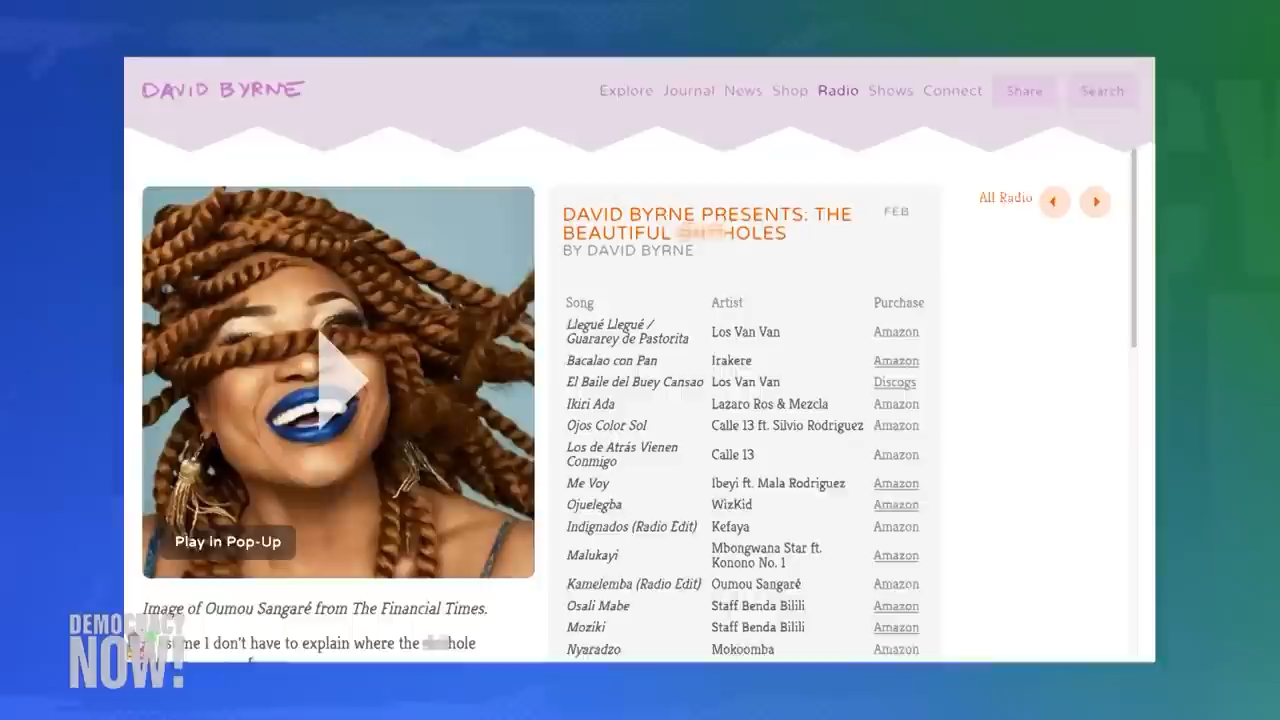 DAVID BYRNE
Explore Journal News Shop Radio Shows Connect Share Search
All Radio
DAVID BYRNE PRESENTS: THE
BEAUTIFUL HOLES
BY DAVID BYRNE
FEB
Song Artist Purchase
Llegué Llegué /
Guararey de Pastorita Los Van Van Amazon
Bacalao con Pan Irakere Amazon
El Baile del Buey Cansao Los Van Van Discogs
Ikiri Ada Lazaro Ros & Mezcla Amazon
Ojos Color Sol Calle 13 ft. Silvio Rodriguez Amazon
Los de Atrás Vienen
Conmigo Calle 13 Amazon
Me Voy Ibeyi ft. Mala Rodriguez Amazon
Ojuelegba WizKid Amazon
Indignados (Radio Edit) Kefaya Amazon
Malukayi Mbongwana Star ft.
Konono No. 1 Amazon
Kamelemba (Radio Edit) Oumou Sangaré Amazon
Osali Mabe Staff Benda Bilili Amazon
Moziki Staff Benda Bilili Amazon
Nyaradzo Mokoomba Amazon
Play in Pop-Up
Image of Oumou Sangaré from The Financial Times.
I don't have to explain where the hole
DEMOCRACY
NOW!